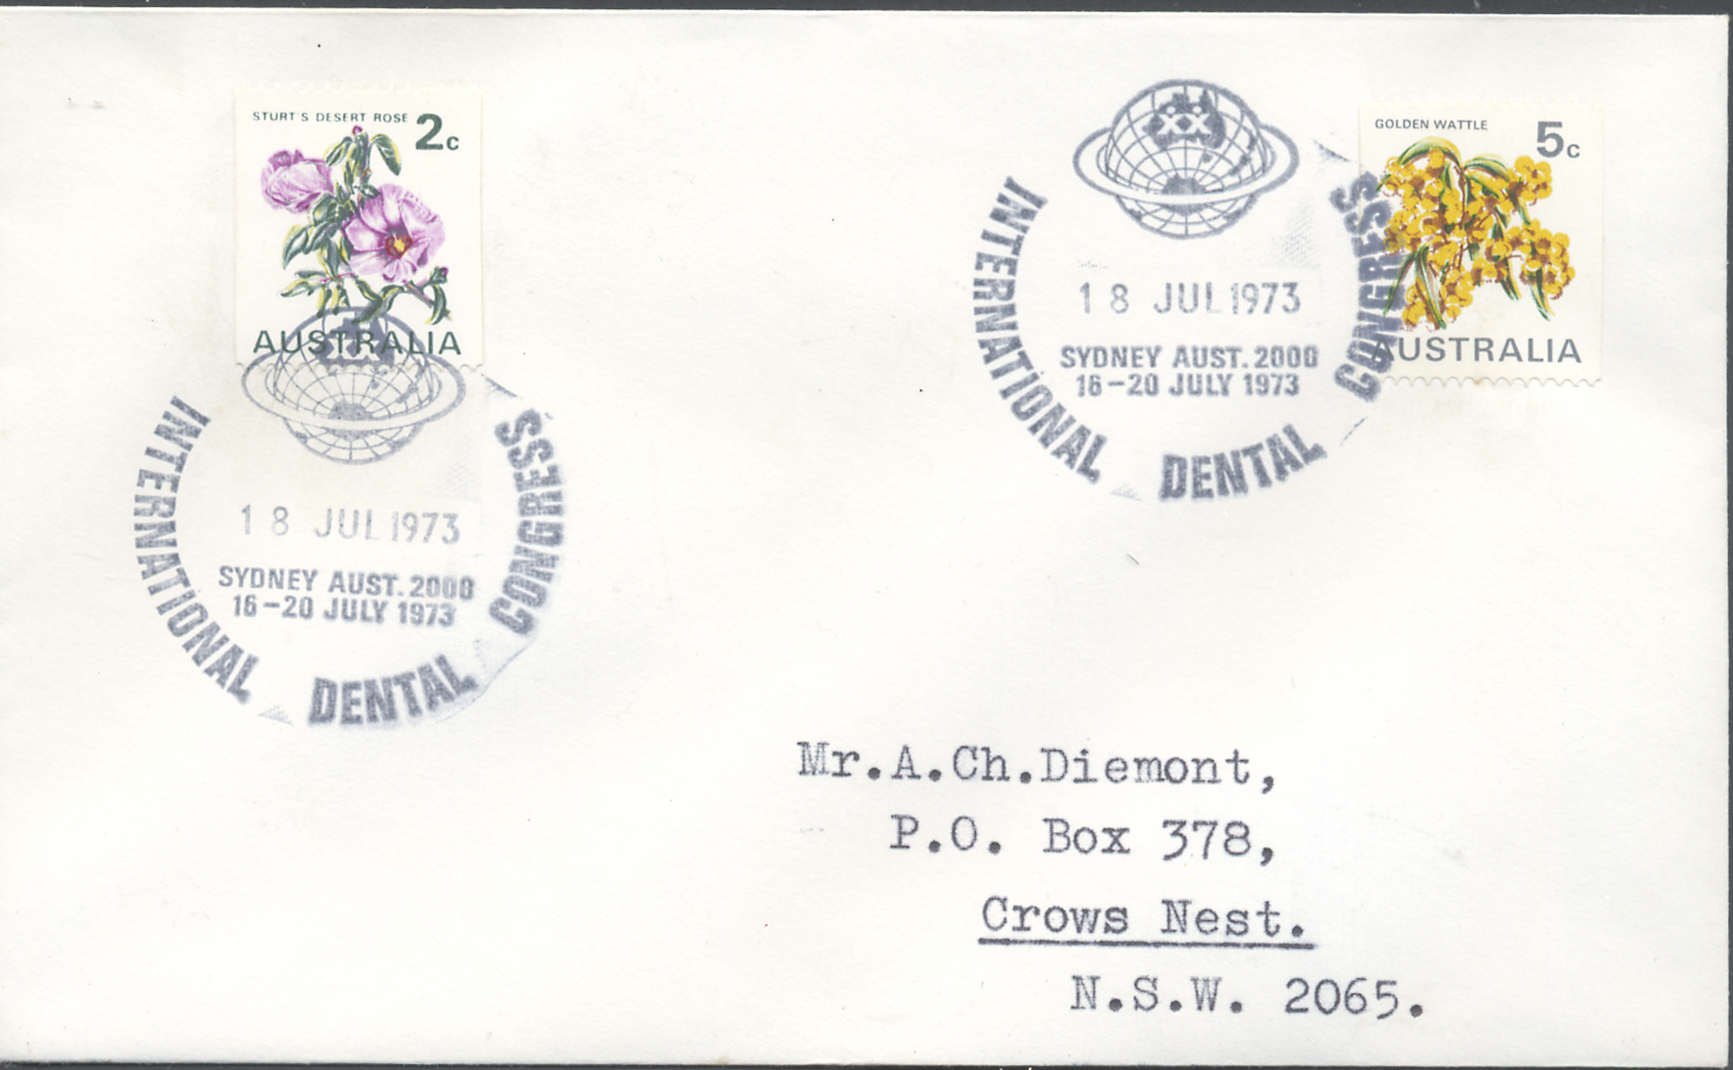 STURT'S DESERT ROSE 2c
AUSTRALIA
XX
INTERNATIONAL DENTAL CONGRESS
18 JUL 1973
SYDNEY AUST. 2000
16-20 JULY 1973
XX
INTERNATIONAL DENTAL CONGRESS
18 JUL 1973
SYDNEY AUST. 2000
16-20 JULY 1973
GOLDEN WATTLE 5c
AUSTRALIA
Mr.A.Ch.Diemont,
P.O. Box 378,
Crows Nest.
N.S.W. 2065.